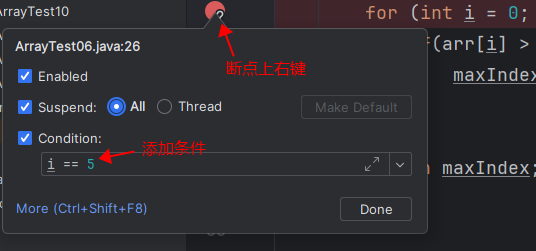 ArrayTest10
for (int i = 0;
ArrayTest06.java:26
断点上右键
f(arr[i] >
Enabled
maxIndex
Suspend: All Thread Make Default
Condition:
添加条件
i == 5
maxIndex;
More (Ctrl+Shift+F8) Done